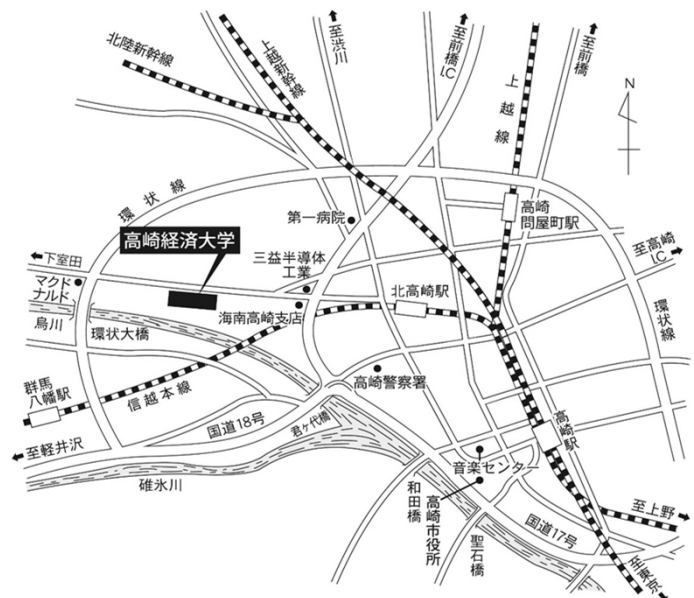 北陸新幹線
上越新幹線
至渋川
至前橋I.C
上越線
至前橋
N
環状線
第一病院
高崎
問屋町駅
高崎経済大学
至高崎
I.C
下室田
三益半導体
工業
マクド
ナルド
北高崎駅
海南高崎支店
烏川
環状大橋
環状線
高崎警察署
群馬
八幡駅
信越本線
国道18号
君ヶ代橋
高崎駅
至軽井沢
音楽センター
碓氷川
和田橋
高崎市役所
聖石橋
国道17号
至上野
至東京